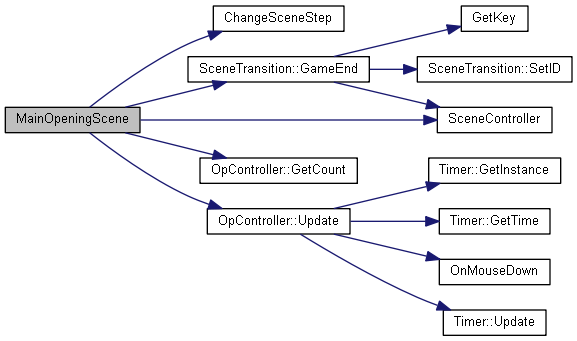 ChangeSceneStep
GetKey
SceneTransition::GameEnd
SceneTransition::SetID
MainOpeningScene
SceneController
OpController::GetCount
Timer::GetInstance
OpController::Update
Timer::GetTime
OnMouseDown
Timer::Update